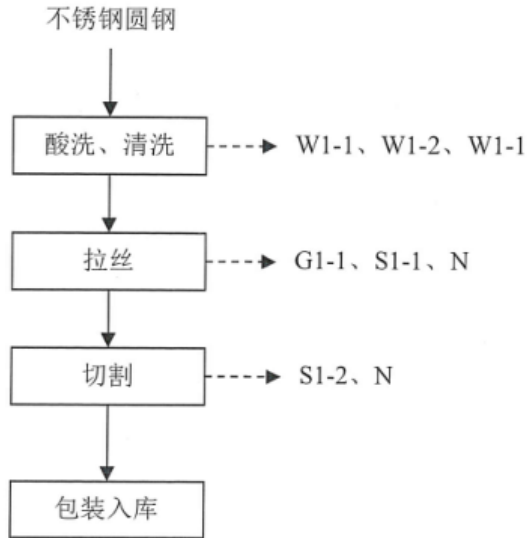 不锈钢圆钢
酸洗、清洗
W1-1、W1-2、W1-1
拉丝
G1-1、S1-1、N
切割
S1-2、N
包装入库